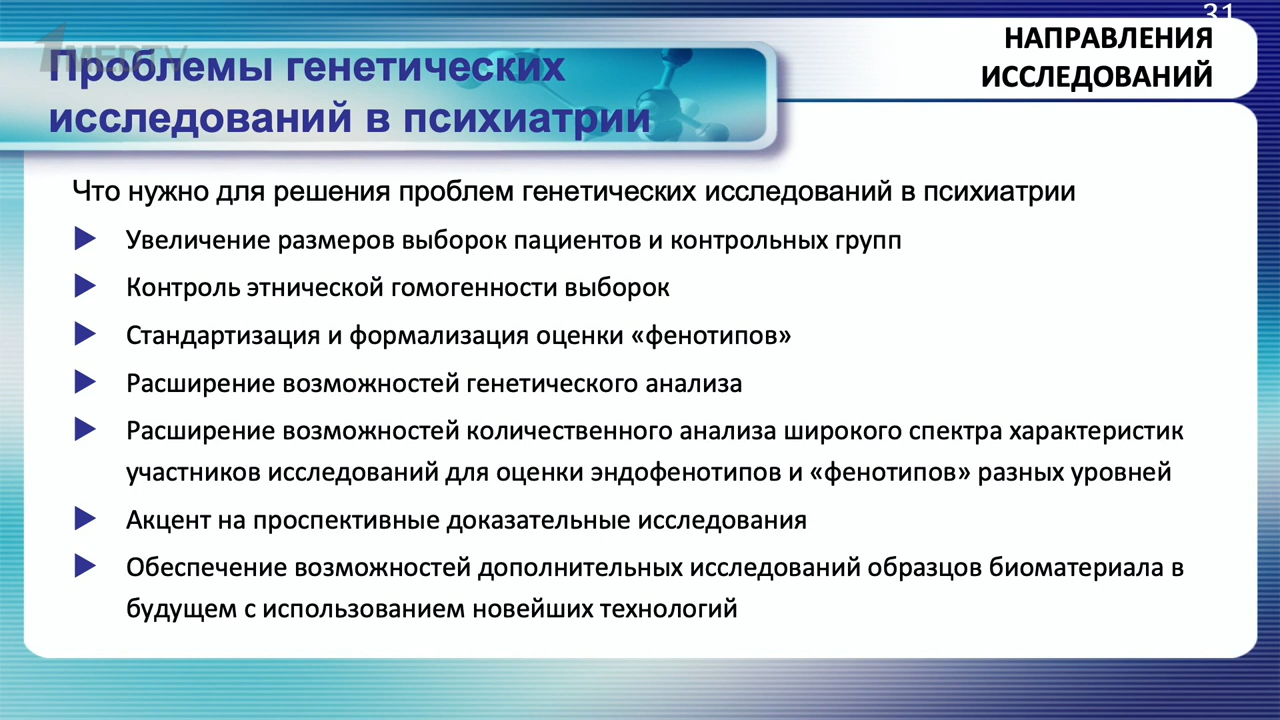 31
1MEDTV
НАПРАВЛЕНИЯ
ИССЛЕДОВАНИЙ
Проблемы генетических
исследований в психиатрии
Что нужно для решения проблем генетических исследований в психиатрии
Увеличение размеров выборок пациентов и контрольных групп
Контроль этнической гомогенности выборок
Стандартизация и формализация оценки «фенотипов»
Расширение возможностей генетического анализа
Расширение возможностей количественного анализа широкого спектра характеристик
участников исследований для оценки эндофенотипов и «фенотипов» разных уровней
Акцент на проспективные доказательные исследования
Обеспечение возможностей дополнительных исследований образцов биоматериала в
будущем с использованием новейших технологий